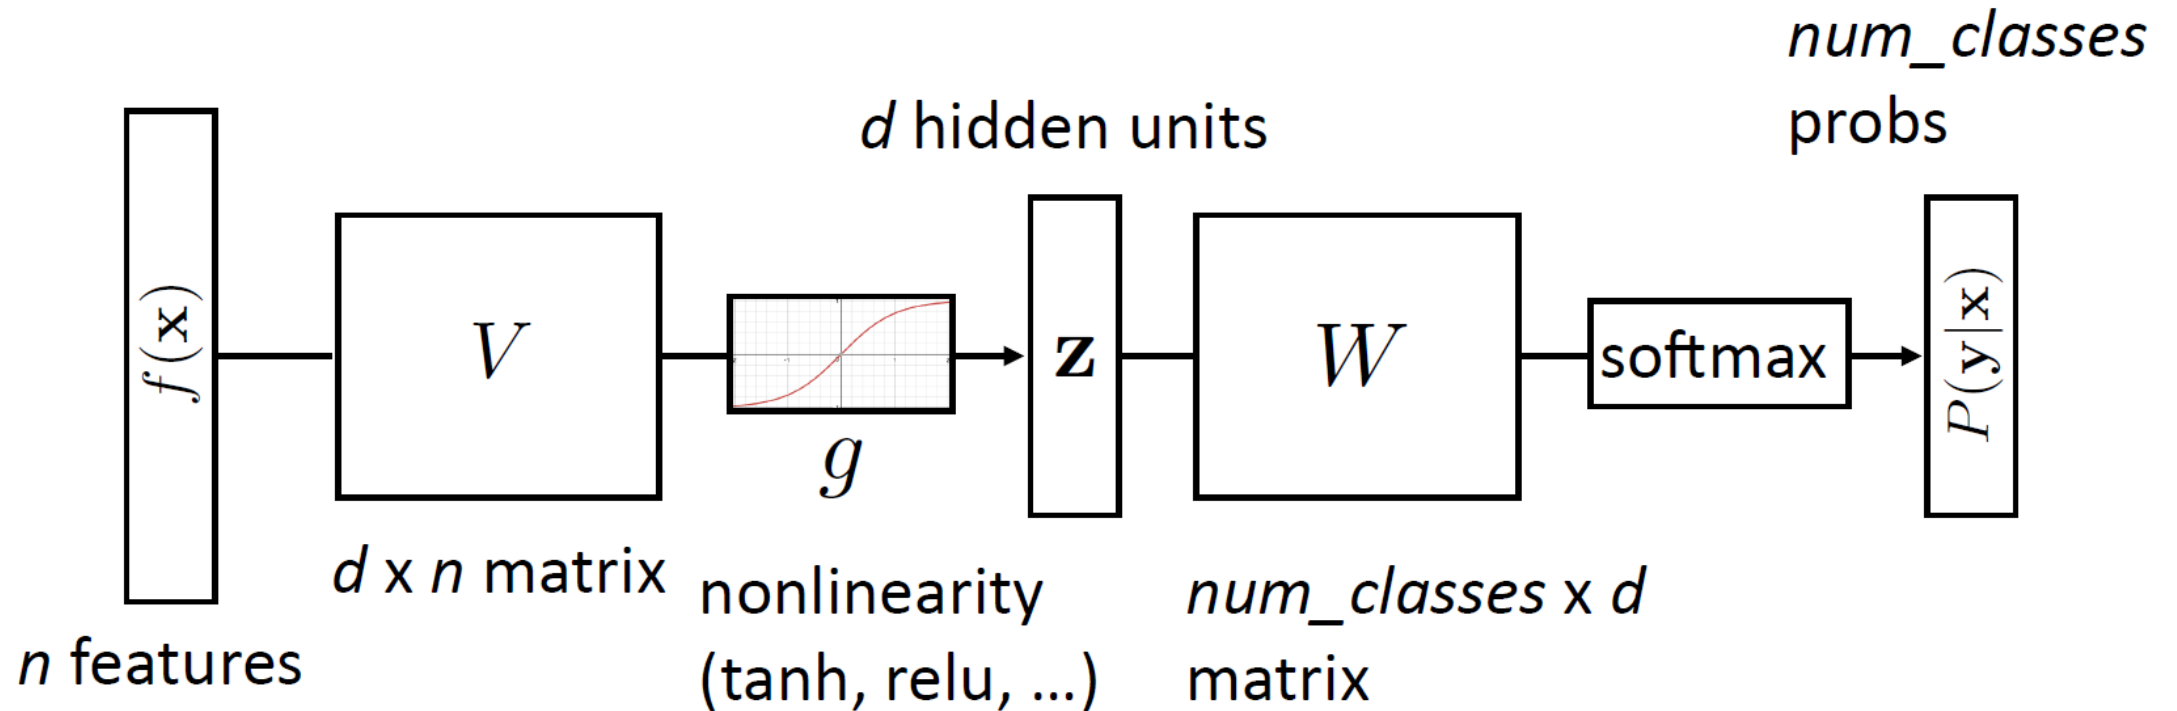 num_classes
probs
d hidden units
f(x)
V
g
z
W
softmax
P(y|x)
d x n matrix
nonlinearity
(tanh, relu, ...)
num_classes x d
matrix
n features